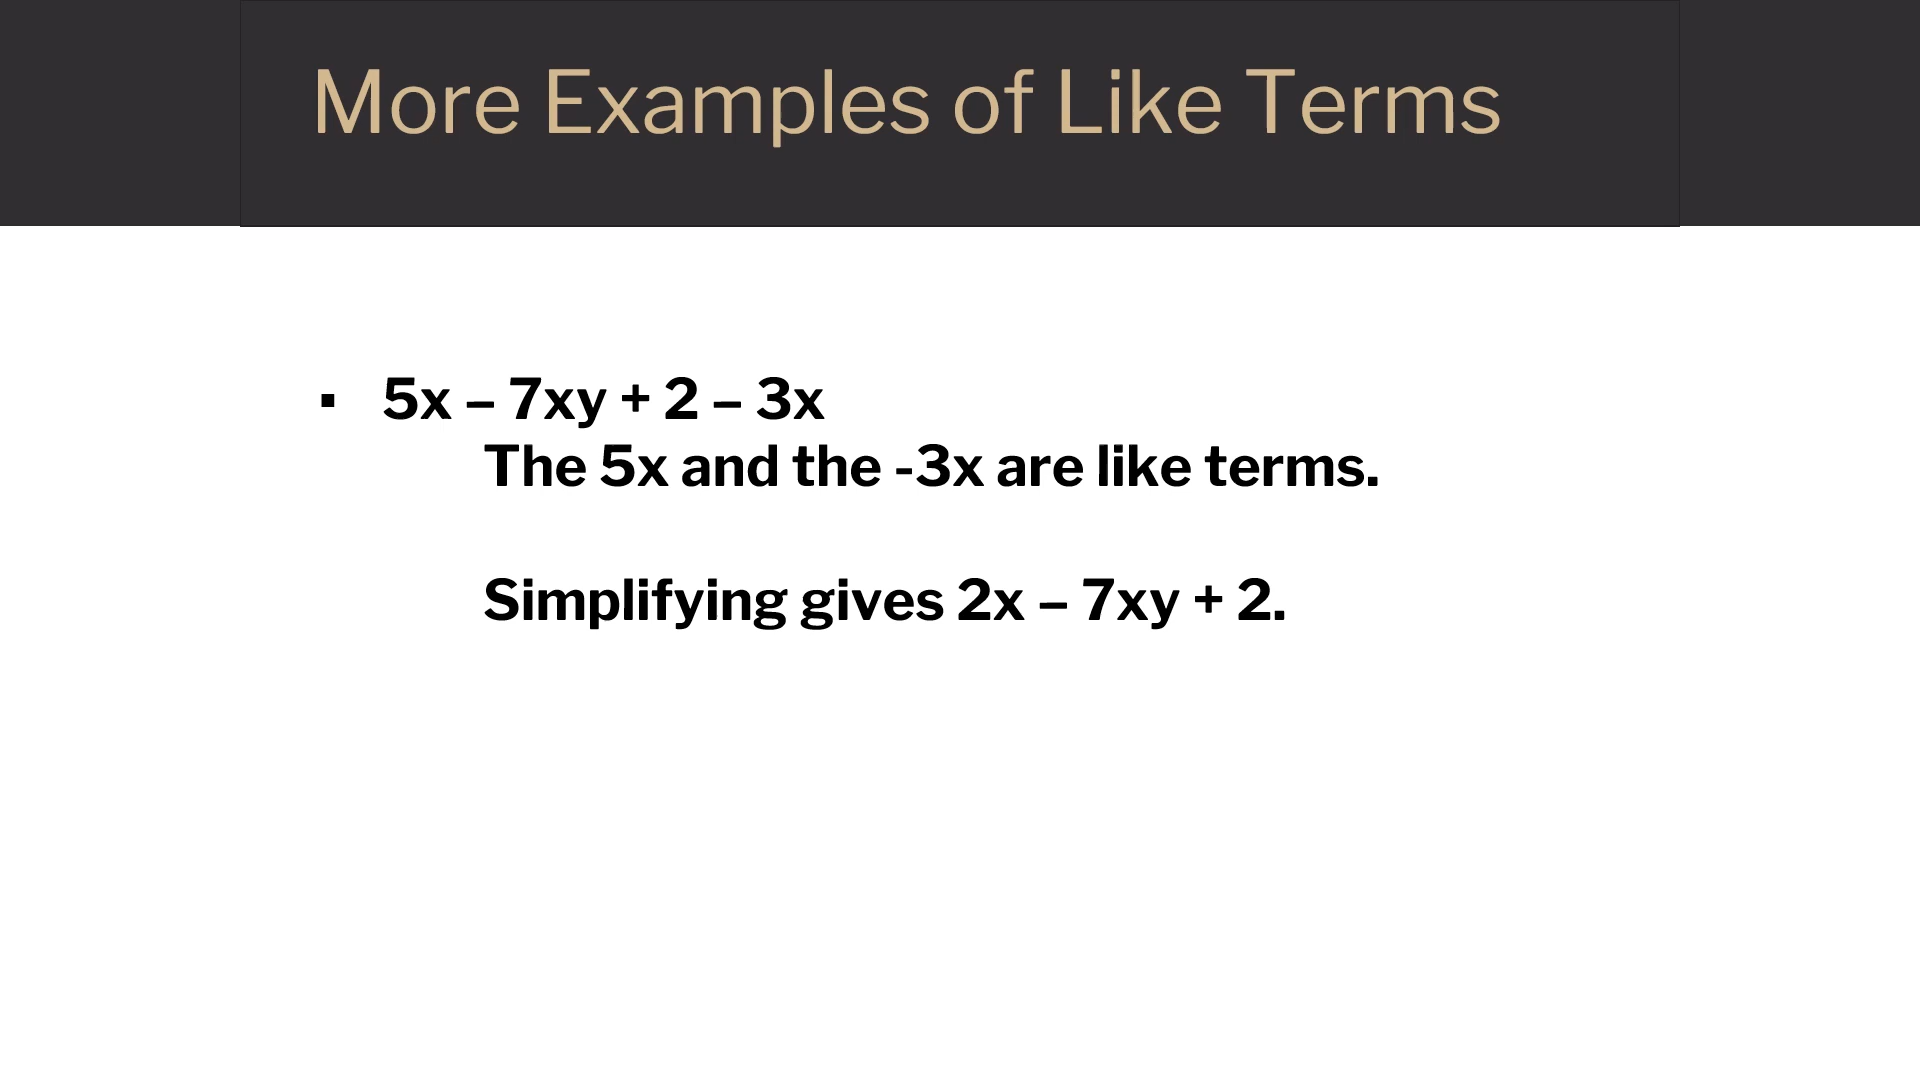 More Examples of Like Terms
▪ 5x – 7xy + 2 – 3x
The 5x and the -3x are like terms.
Simplifying gives 2x – 7xy + 2.